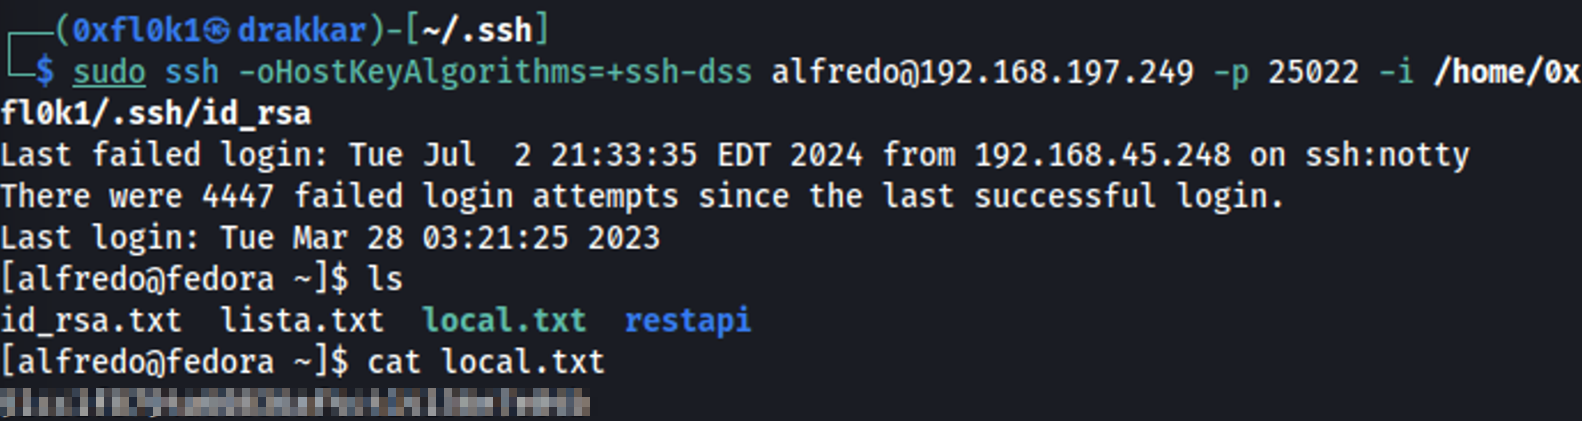 ┌──(0xfl0k1㉿drakkar)-[~/.ssh]
└─$ sudo ssh -oHostKeyAlgorithms=+ssh-dss alfredo@192.168.197.249 -p 25022 -i /home/0x
fl0k1/.ssh/id_rsa
Last failed login: Tue Jul  2 21:33:35 EDT 2024 from 192.168.45.248 on ssh:notty
There were 4447 failed login attempts since the last successful login.
Last login: Tue Mar 28 03:21:25 2023
[alfredo@fedora ~]$ ls
id_rsa.txt  lista.txt  local.txt  restapi
[alfredo@fedora ~]$ cat local.txt